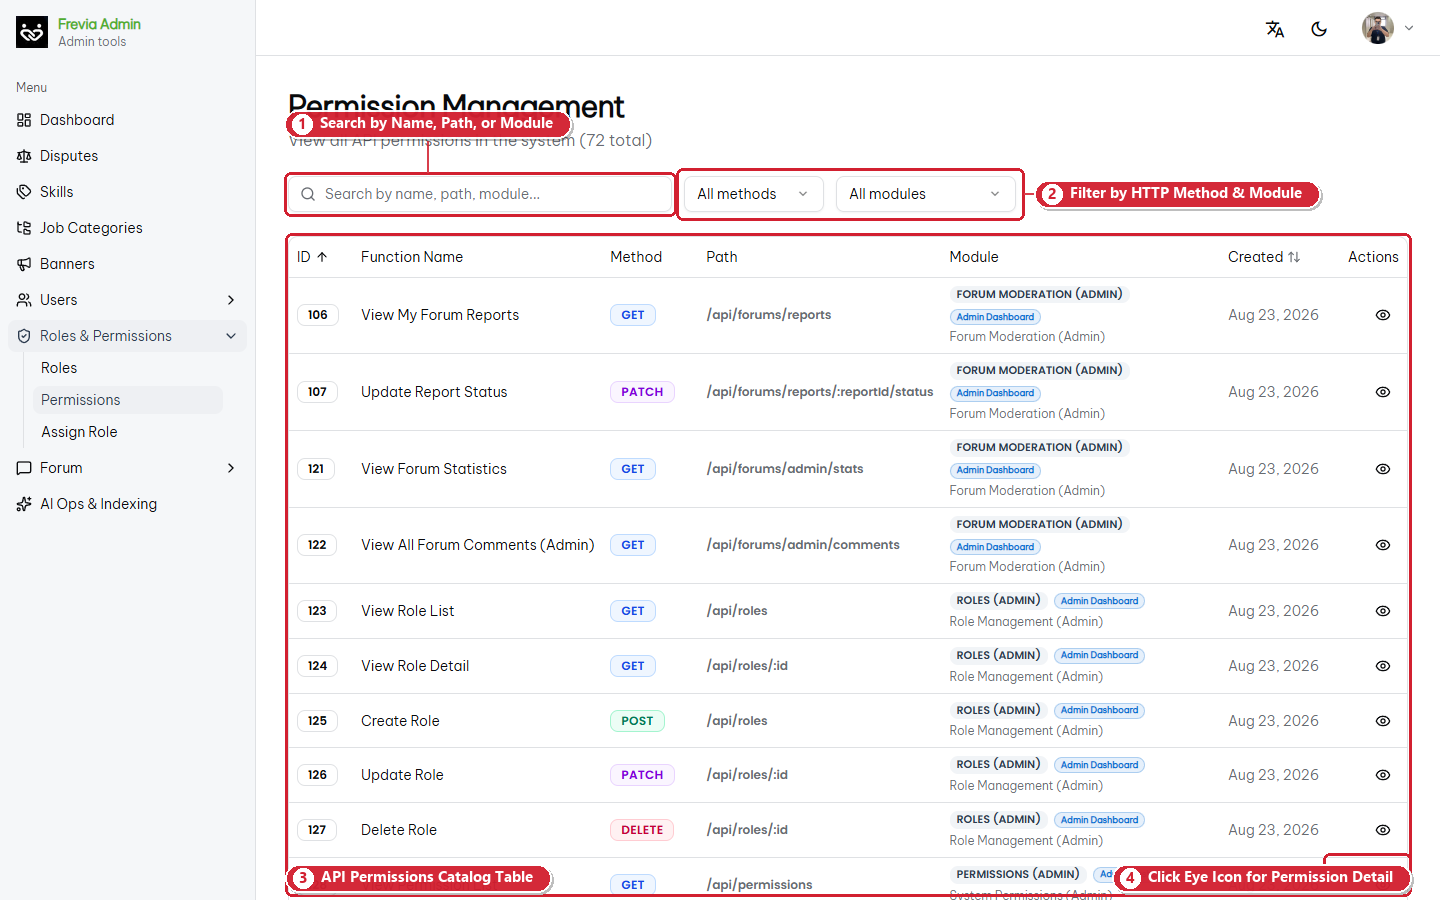 Frevia Admin
Admin tools
Menu
Dashboard
Disputes
Skills
Job Categories
Banners
Users
Roles & Permissions
Roles
Permissions
Assign Role
Forum
AI Ops & Indexing
Permission Management
1 Search by Name, Path, or Module
View all API permissions in the system (72 total)
Search by name, path, module...
All methods
All modules
2 Filter by HTTP Method & Module
ID Function Name Method Path Module Created Actions
106 View My Forum Reports GET /api/forums/reports FORUM MODERATION (ADMIN) Admin Dashboard Forum Moderation (Admin) Aug 23, 2026
107 Update Report Status PATCH /api/forums/reports/:reportId/status FORUM MODERATION (ADMIN) Admin Dashboard Forum Moderation (Admin) Aug 23, 2026
121 View Forum Statistics GET /api/forums/admin/stats FORUM MODERATION (ADMIN) Admin Dashboard Forum Moderation (Admin) Aug 23, 2026
122 View All Forum Comments (Admin) GET /api/forums/admin/comments FORUM MODERATION (ADMIN) Admin Dashboard Forum Moderation (Admin) Aug 23, 2026
123 View Role List GET /api/roles ROLES (ADMIN) Admin Dashboard Role Management (Admin) Aug 23, 2026
124 View Role Detail GET /api/roles/:id ROLES (ADMIN) Admin Dashboard Role Management (Admin) Aug 23, 2026
125 Create Role POST /api/roles ROLES (ADMIN) Admin Dashboard Role Management (Admin) Aug 23, 2026
126 Update Role PATCH /api/roles/:id ROLES (ADMIN) Admin Dashboard Role Management (Admin) Aug 23, 2026
127 Delete Role DELETE /api/roles/:id ROLES (ADMIN) Admin Dashboard Role Management (Admin) Aug 23, 2026
3 API Permissions Catalog Table
GET /api/permissions PERMISSIONS (ADMIN)
System Permissions (Admin)
4 Click Eye Icon for Permission Detail